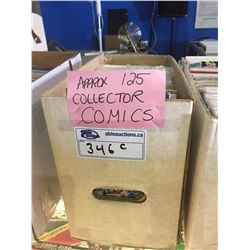 APPROX 125
COLLECTOR
COMICS
ableauctions.ca
346 C